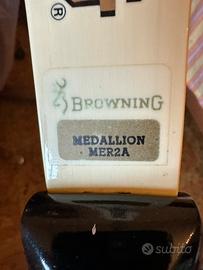 ®
BROWNING
MEDALLION
MER2A
subito